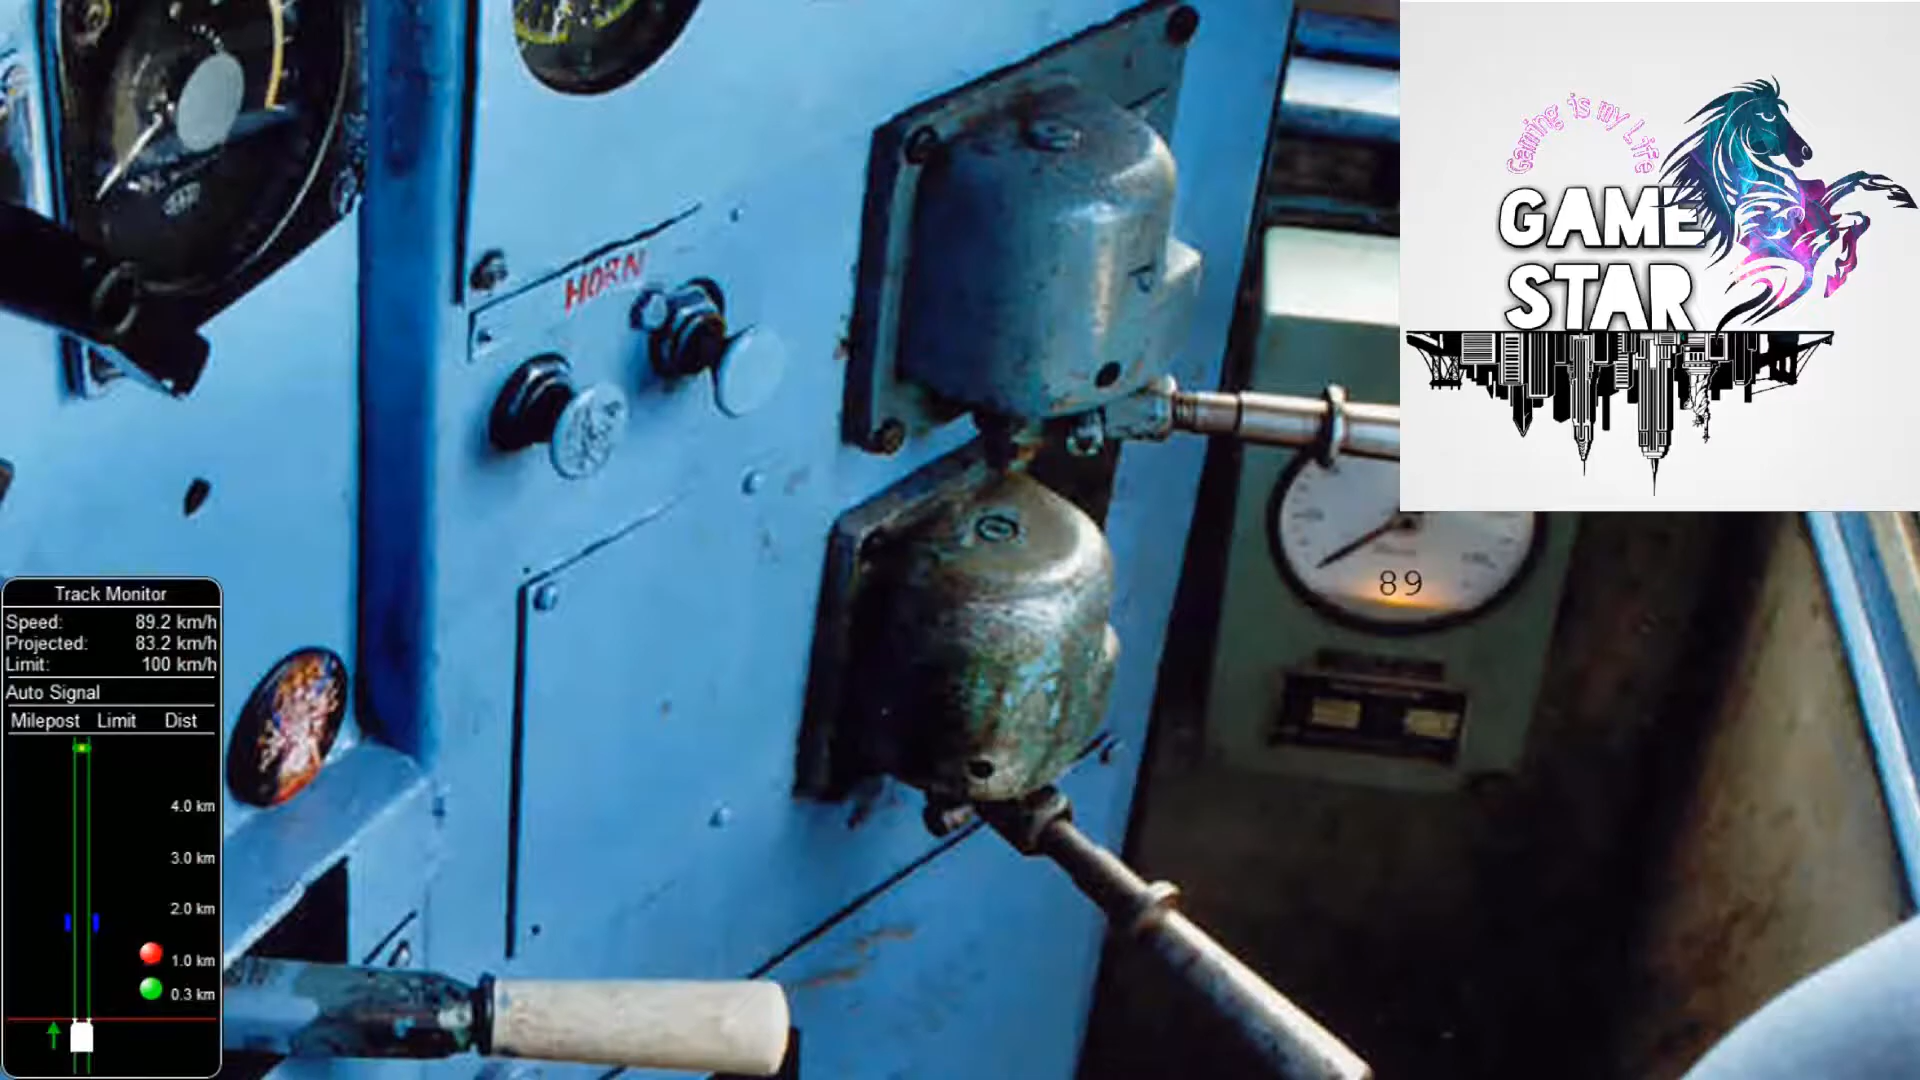 HORN
Gaming is my Life
GAME
STAR
89
Track Monitor
Speed: 89.2 km/h
Projected: 83.2 km/h
Limit: 100 km/h
Auto Signal
Milepost Limit Dist
4.0 km
3.0 km
2.0 km
1.0 km
0.3 km